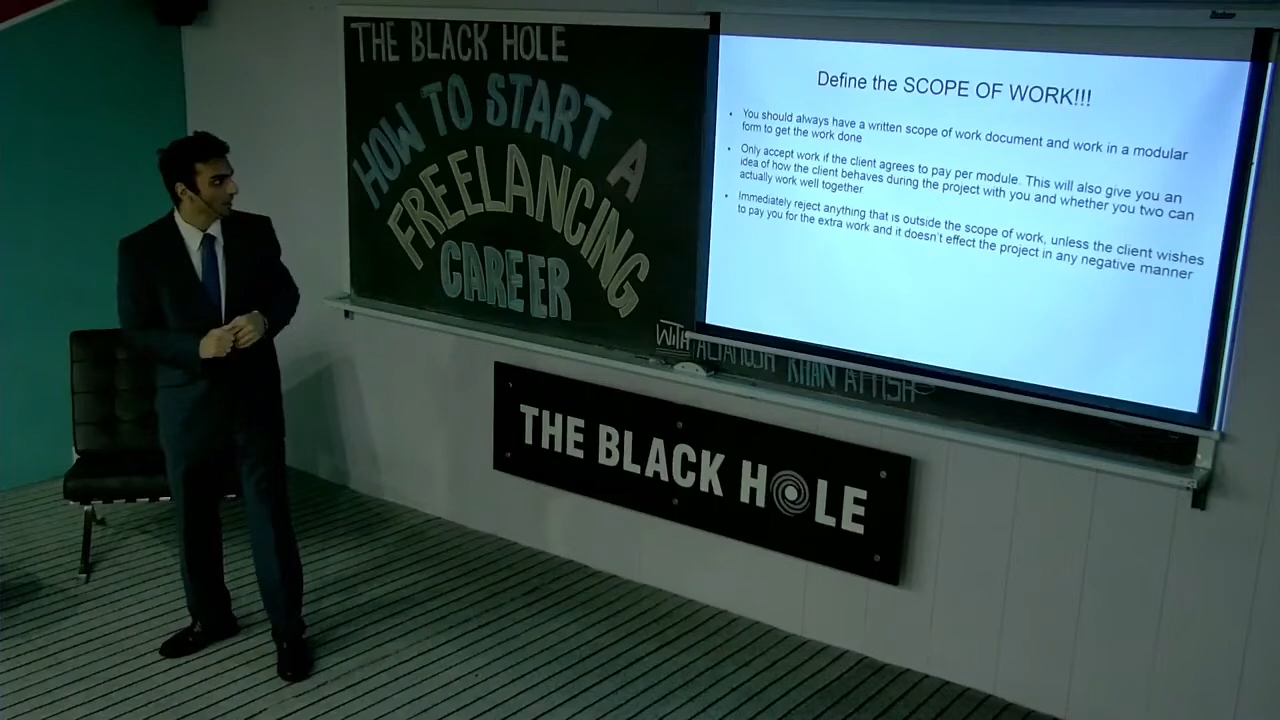 THE BLACK HOLE
HOW TO START A
FREELANCING
CAREER
WITH ALTAMUSH KHAN ATTISH
Define the SCOPE OF WORK!!!
• You should always have a written scope of work document and work in a modular
form to get the work done
• Only accept work if the client agrees to pay per module. This will also give you an
idea of how the client behaves during the project with you and whether you two can
actually work well together
• Immediately reject anything that is outside the scope of work, unless the client wishes
to pay you for the extra work and it doesn't effect the project in any negative manner
THE BLACK HOLE